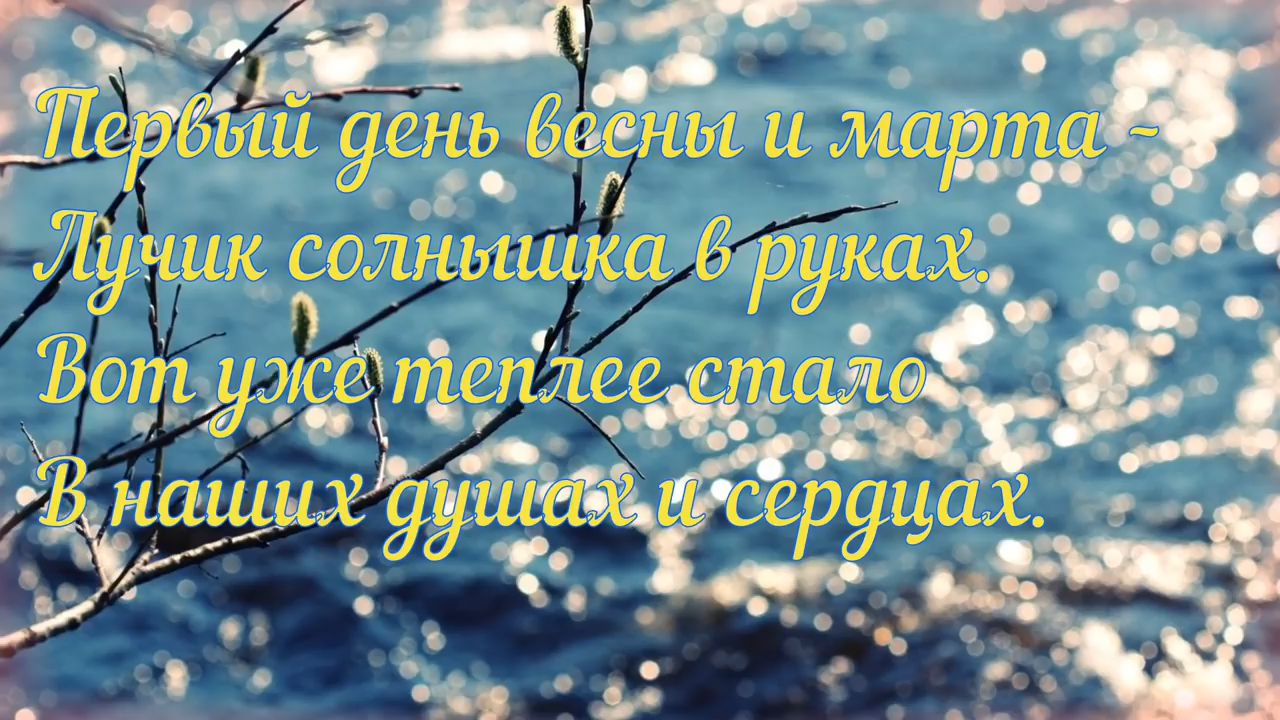 Первый день весны и марта -
Лучик солнышка в руках.
Вот уже теплее стало
В наших душах и сердцах.